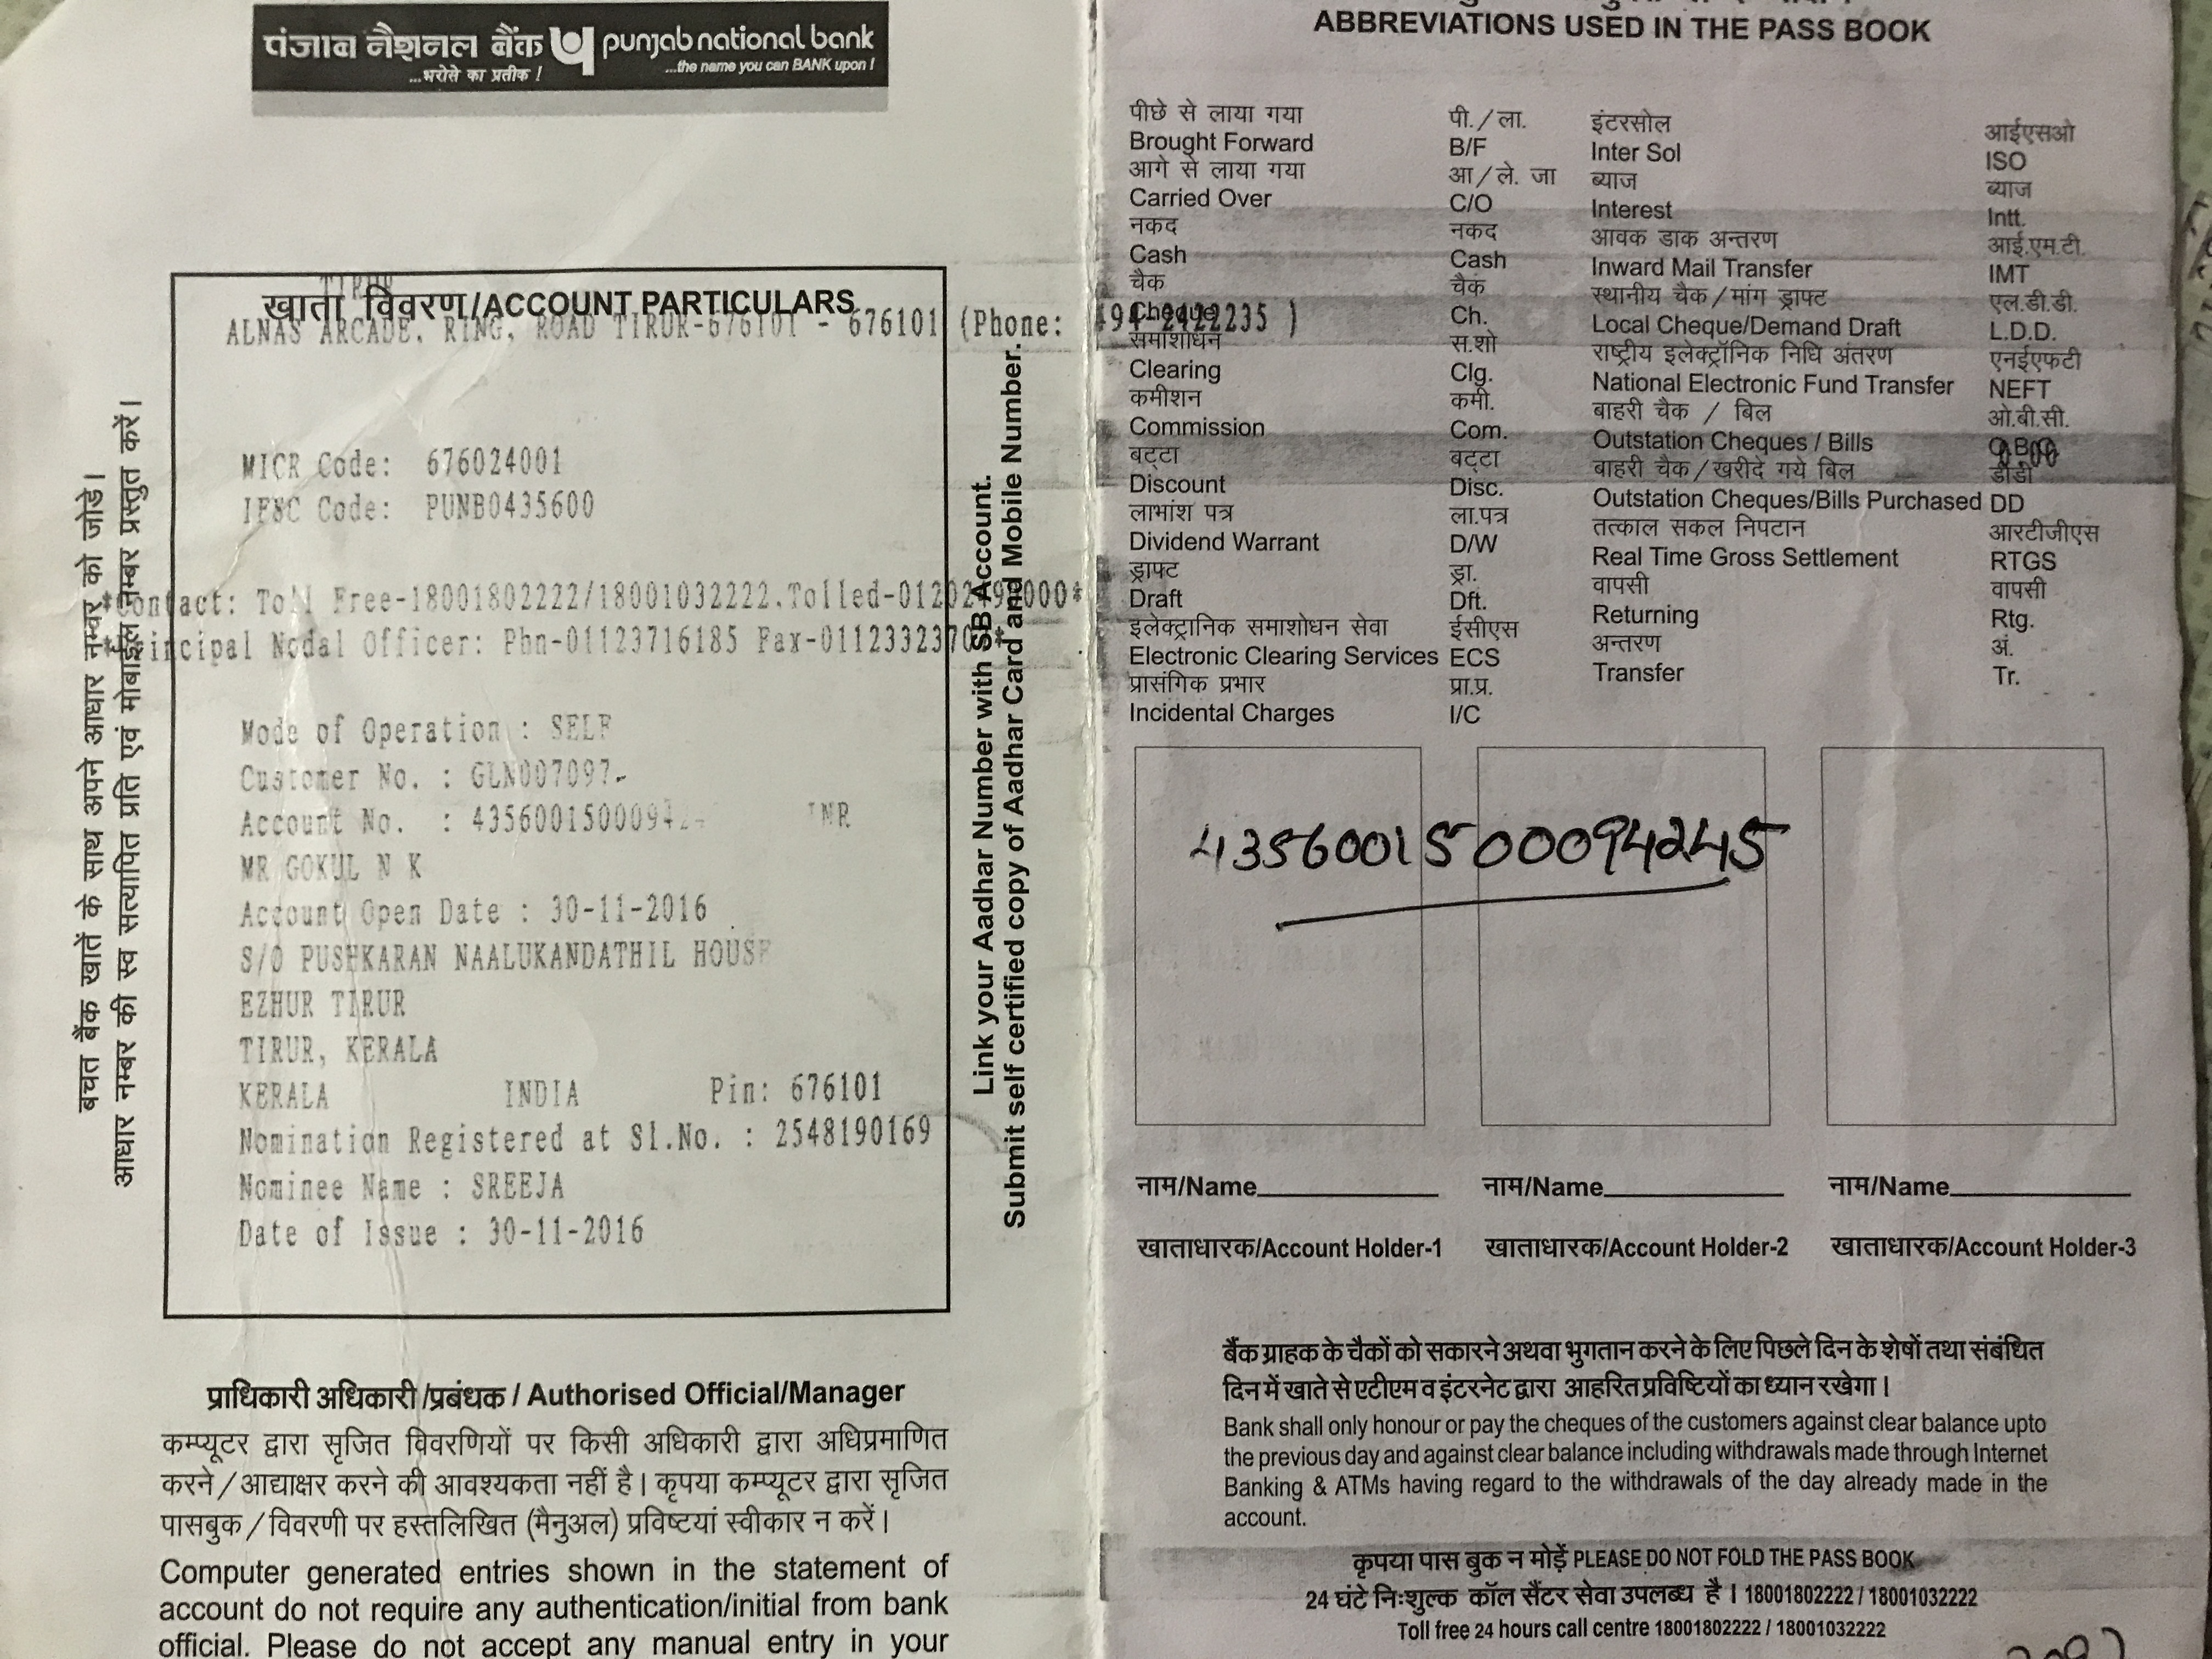 पंजाब नैशनल बैंक punjab national bank
...भरोसे का प्रतीक ! ...the name you can BANK upon !
खाता विवरण/ACCOUNT PARTICULARS
TIRUR
ALNAS ARCADE, RING, ROAD TIRUR-676101 - 676101 (Phone: 2422235 )
MICR Code: 676024001
IFSC Code: PUNB0435600
*Contact: Toll Free-18001802222/18001032222.Tolled-01202490000*
*Principal Nodal Officer: Phn-01123716185 Fax-01123323700*
Mode of Operation : SELF
Customer No. : GLN007097-
Account No. : INR
MR GOKUL N K
Account Open Date : 30-11-2016
S/O PUSHKARAN NAALUKANDATHIL HOUSE
EZHUR TIRUR
TIRUR, KERALA
KERALA INDIA Pin: 676101
Nomination Registered at Sl.No. : 254819016​9
Nominee Name : SREEJA
Date of Issue : 30-11-2016
बचत बैंक खातें के साथ अपने आधार नम्वर को जोडे।
आधार नम्बर की स्व सत्यापित प्रति एवं मोबाईल नम्बर प्रस्तुत करें।
Link your Aadhar Number with SB Account.
Submit self certified copy of Aadhar Card and Mobile Number.
प्राधिकारी अधिकारी/प्रबंधक / Authorised Official/Manager
कम्प्यूटर द्वारा सृजित विवरणियों पर किसी अधिकारी द्वारा अधिप्रमाणित
करने/आद्याक्षर करने की आवश्यकता नहीं है। कृपया कम्प्यूटर द्वारा सृजित
पासबुक/विवरणी पर हस्तलिखित (मैनुअल) प्रविष्टियां स्वीकार न करें।
Computer generated entries shown in the statement of
account do not require any authentication/initial from bank
official. Please do not accept any manual entry in your
ABBREVIATIONS USED IN THE PASS BOOK
पीछे से लाया गया पी./ला. इंटरसोल आईएसओ
Brought Forward B/F Inter Sol ISO
आगे से लाया गया आ/ले. जा ब्याज ब्याज
Carried Over C/O Interest Intt.
नकद नकद आवक डाक अन्तरण आई.एम.टी.
Cash Cash Inward Mail Transfer IMT
चैक चैक स्थानीय चैक/मांग ड्राफ्ट एल.डी.डी.
Cheque Ch. Local Cheque/Demand Draft L.D.D.
समाशोधन स.शो राष्ट्रीय इलेक्ट्रॉनिक निधि अंतरण एनईएफटी
Clearing Clg. National Electronic Fund Transfer NEFT
कमीशन कमी. बाहरी चैक / बिल ओ.बी.सी.
Commission Com. Outstation Cheques / Bills
बट्टा बट्टा बाहरी चैक/खरीदे गये बिल डीडी
Discount Disc. Outstation Cheques/Bills Purchased DD
लाभांश पत्र ला.पत्र तत्काल सकल निपटान आरटीजीएस
Dividend Warrant D/W Real Time Gross Settlement RTGS
ड्राफ्ट ड्रा. वापसी वापसी
Draft Dft. Returning Rtg.
इलेक्ट्रानिक समाशोधन सेवा ईसीएस अन्तरण अं.
Electronic Clearing Services ECS Transfer Tr.
प्रासंगिक प्रभार प्रा.प्र.
Incidental Charges I/C
4356001500094245
नाम/Name नाम/Name नाम/Name
खाताधारक/Account Holder-1 खाताधारक/Account Holder-2 खाताधारक/Account Holder-3
बैंक ग्राहक के चैकों को सकारने अथवा भुगतान करने के लिए पिछले दिन के शेषों तथा संबंधित
दिन में खाते से एटीएम व इंटरनेट द्वारा आहरित प्रविष्टियों का ध्यान रखेगा।
Bank shall only honour or pay the cheques of the customers against clear balance upto
the previous day and against clear balance including withdrawals made through Internet
Banking & ATMs having regard to the withdrawals of the day already made in the
account.
कृपया पास बुक न मोड़ें PLEASE DO NOT FOLD THE PASS BOOK
24 घंटे निःशुल्क कॉल सैंटर सेवा उपलब्ध है। 18001802222 / 18001032222
Toll free 24 hours call centre 18001802222 / 18001032222